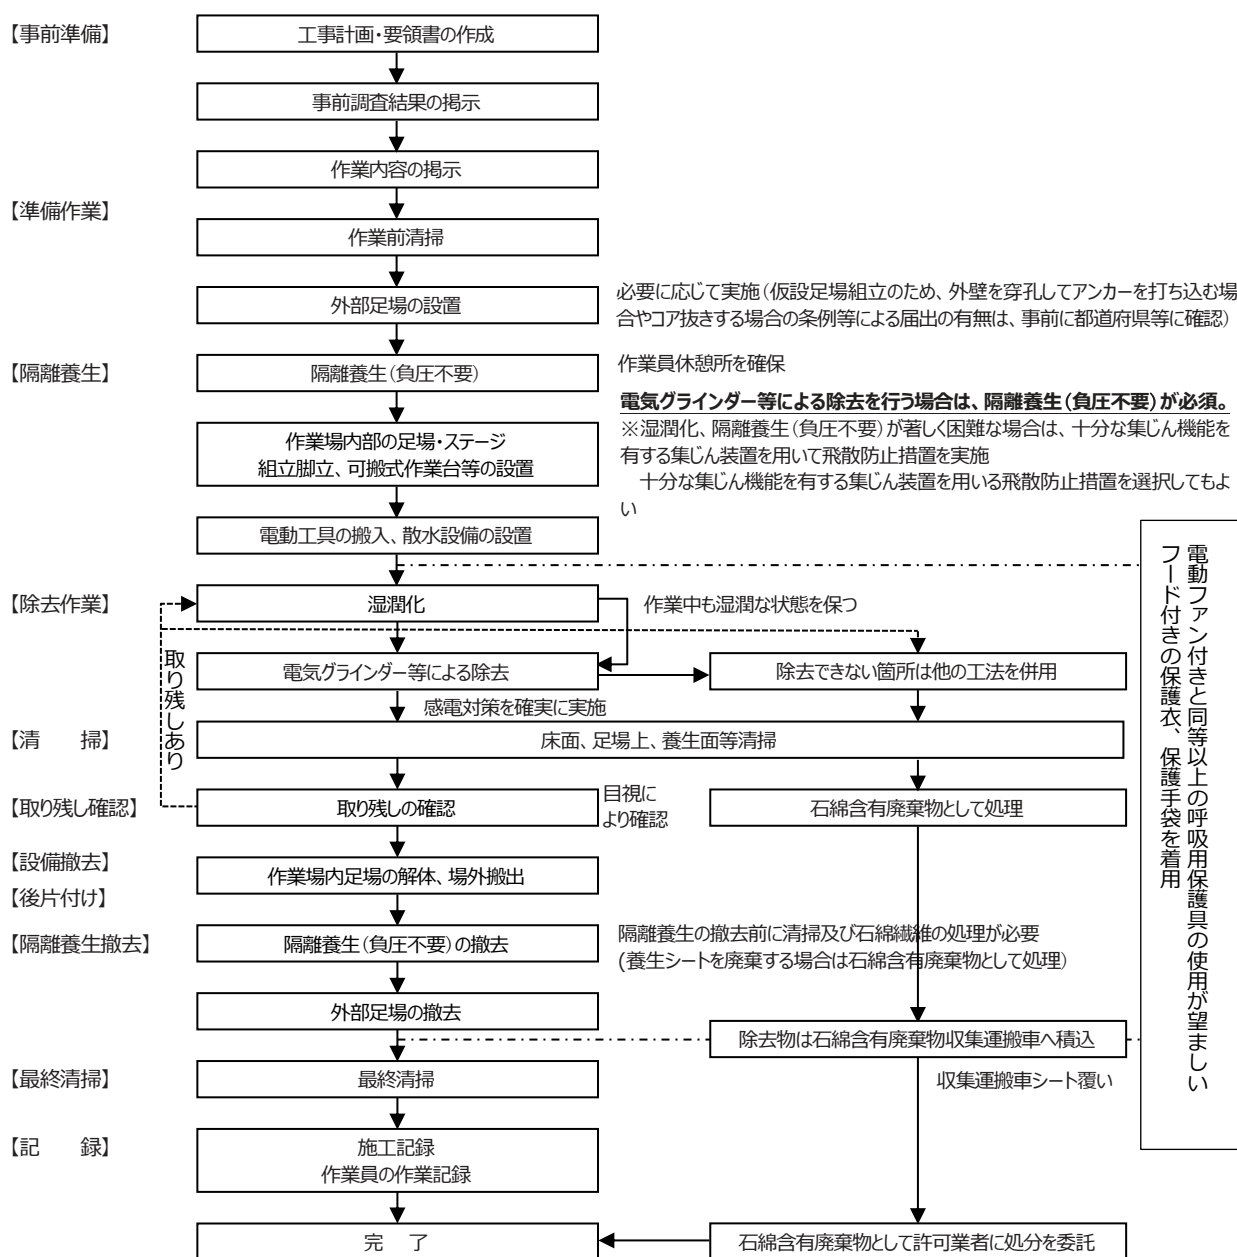 【事前準備】
工事計画・要領書の作成
事前調査結果の掲示
作業内容の掲示
【準備作業】
作業前清掃
外部足場の設置
必要に応じて実施(仮設足場組立のため、外壁を穿孔してアンカーを打ち込む場
合やコア抜きする場合の条例等による届出の有無は、事前に都道府県等に確認)
【隔離養生】
隔離養生(負圧不要)
作業員休憩所を確保
電気グラインダー等による除去を行う場合は、隔離養生(負圧不要)が必須。
※湿潤化、隔離養生(負圧不要)が著しく困難な場合は、十分な集じん機能を
有する集じん装置を用いて飛散防止措置を実施
十分な集じん機能を有する集じん装置を用いる飛散防止措置を選択してもよ
い
作業場内部の足場・ステージ
組立脚立、可搬式作業台等の設置
電動工具の搬入、散水設備の設置
電動ファン付きと同等以上の呼吸用保護具の使用が望ましい
フード付きの保護衣、保護手袋を着用
【除去作業】
湿潤化
作業中も湿潤な状態を保つ
取り残しあり
電気グラインダー等による除去
除去できない箇所は他の工法を併用
感電対策を確実に実施
【清　　掃】
床面、足場上、養生面等清掃
【取り残し確認】
取り残しの確認
目視に
より確認
石綿含有廃棄物として処理
【設備撤去】
【後片付け】
作業場内足場の解体、場外搬出
【隔離養生撤去】
隔離養生(負圧不要)の撤去
隔離養生の撤去前に清掃及び石綿繊維の処理が必要
(養生シートを廃棄する場合は石綿含有廃棄物として処理)
外部足場の撤去
除去物は石綿含有廃棄物収集運搬車へ積込
【最終清掃】
最終清掃
収集運搬車シート覆い
【記　　録】
施工記録
作業員の作業記録
完　了
石綿含有廃棄物として許可業者に処分を委託